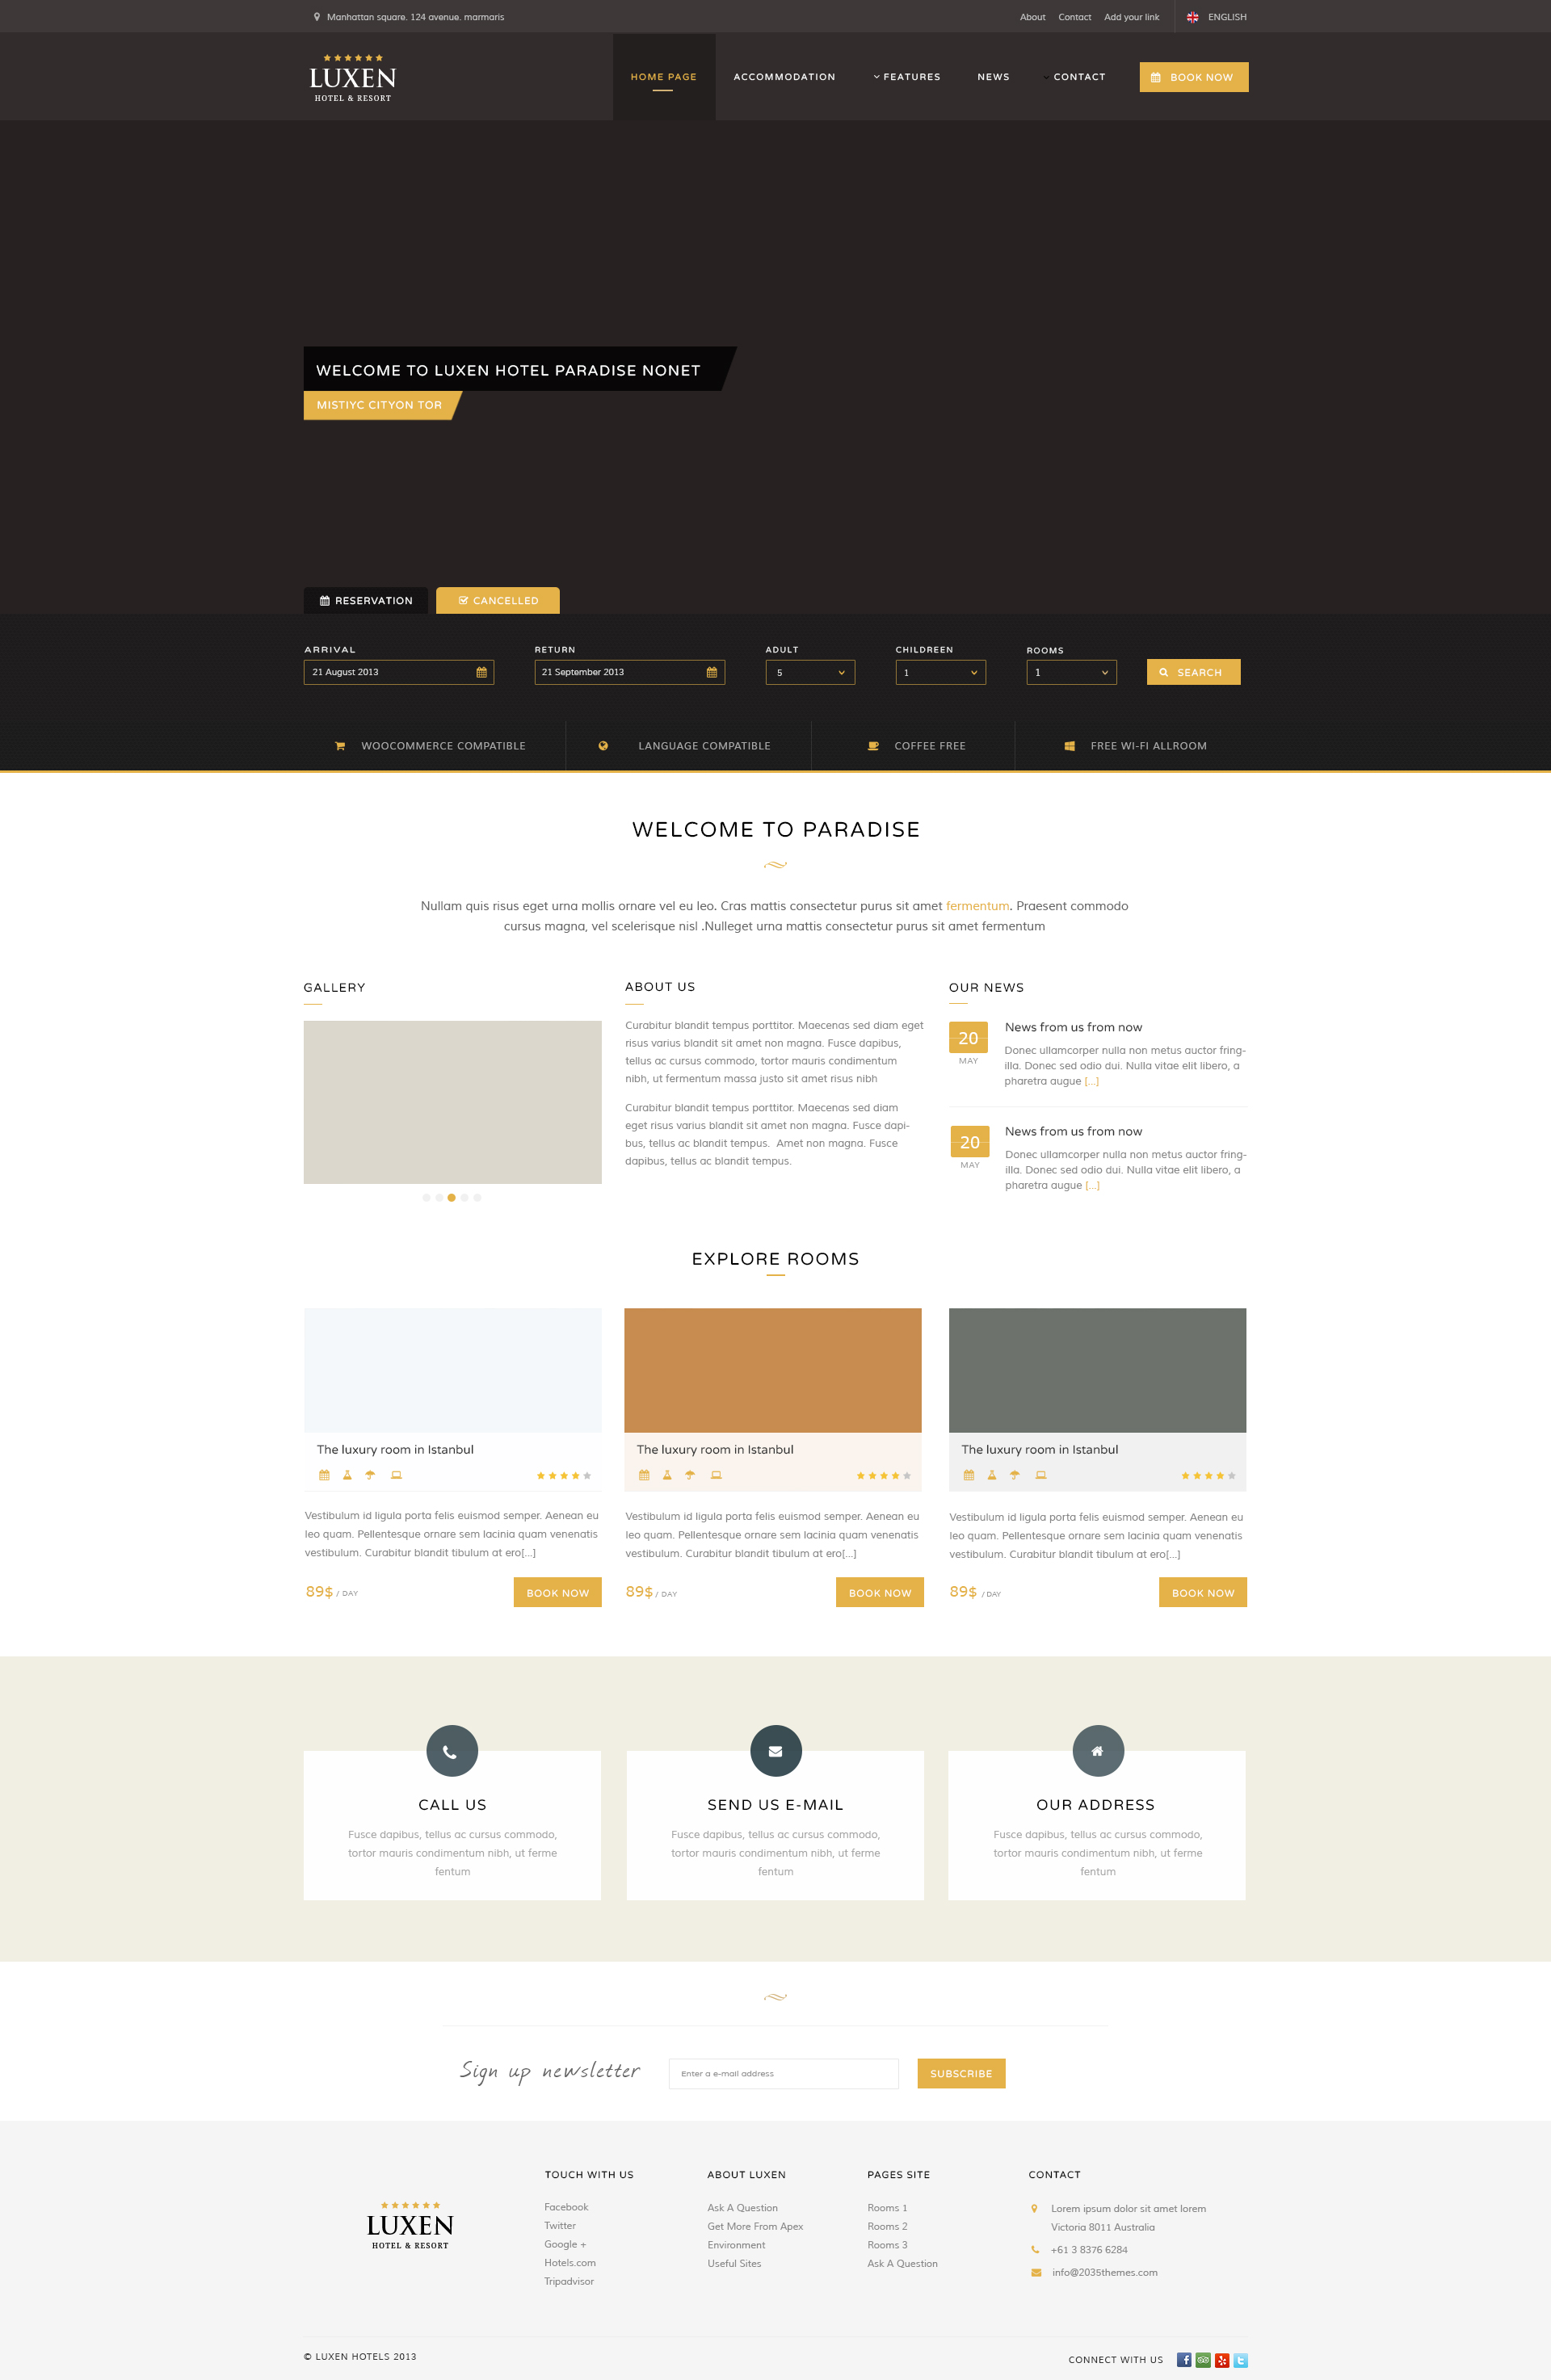 Manhattan square. 124 avenue. marmaris
About Contact Add your link ENGLISH
LUXEN
HOTEL & RESORT
HOME PAGE ACCOMMODATION FEATURES NEWS CONTACT BOOK NOW
WELCOME TO LUXEN HOTEL PARADISE NONET
MISTIYC CITYON TOR
RESERVATION CANCELLED
ARRIVAL RETURN ADULT CHILDREEN ROOMS
21 August 2013 21 September 2013 5 1 1 SEARCH
WOOCOMMERCE COMPATIBLE LANGUAGE COMPATIBLE COFFEE FREE FREE WI-FI ALLROOM
WELCOME TO PARADISE
Nullam quis risus eget urna mollis ornare vel eu leo. Cras mattis consectetur purus sit amet fermentum. Praesent commodo
cursus magna, vel scelerisque nisl .Nulleget urna mattis consectetur purus sit amet fermentum
GALLERY
ABOUT US
Curabitur blandit tempus porttitor. Maecenas sed diam eget
risus varius blandit sit amet non magna. Fusce dapibus,
tellus ac cursus commodo, tortor mauris condimentum
nibh, ut fermentum massa justo sit amet risus nibh
Curabitur blandit tempus porttitor. Maecenas sed diam
eget risus varius blandit sit amet non magna. Fusce dapi-
bus, tellus ac blandit tempus.  Amet non magna. Fusce
dapibus, tellus ac blandit tempus.
OUR NEWS
20
MAY
News from us from now
Donec ullamcorper nulla non metus auctor fring-
illa. Donec sed odio dui. Nulla vitae elit libero, a
pharetra augue [...]
20
MAY
News from us from now
Donec ullamcorper nulla non metus auctor fring-
illa. Donec sed odio dui. Nulla vitae elit libero, a
pharetra augue [...]
EXPLORE ROOMS
The luxury room in Istanbul
Vestibulum id ligula porta felis euismod semper. Aenean eu
leo quam. Pellentesque ornare sem lacinia quam venenatis
vestibulum. Curabitur blandit tibulum at ero[...]
89$ / DAY BOOK NOW
The luxury room in Istanbul
Vestibulum id ligula porta felis euismod semper. Aenean eu
leo quam. Pellentesque ornare sem lacinia quam venenatis
vestibulum. Curabitur blandit tibulum at ero[...]
89$ / DAY BOOK NOW
The luxury room in Istanbul
Vestibulum id ligula porta felis euismod semper. Aenean eu
leo quam. Pellentesque ornare sem lacinia quam venenatis
vestibulum. Curabitur blandit tibulum at ero[...]
89$ / DAY BOOK NOW
CALL US
Fusce dapibus, tellus ac cursus commodo,
tortor mauris condimentum nibh, ut ferme
fentum
SEND US E-MAIL
Fusce dapibus, tellus ac cursus commodo,
tortor mauris condimentum nibh, ut ferme
fentum
OUR ADDRESS
Fusce dapibus, tellus ac cursus commodo,
tortor mauris condimentum nibh, ut ferme
fentum
Sign up newsletter Enter a e-mail address SUBSCRIBE
LUXEN
HOTEL & RESORT
TOUCH WITH US
Facebook
Twitter
Google +
Hotels.com
Tripadvisor
ABOUT LUXEN
Ask A Question
Get More From Apex
Environment
Useful Sites
PAGES SITE
Rooms 1
Rooms 2
Rooms 3
Ask A Question
CONTACT
Lorem ipsum dolor sit amet lorem
Victoria 8011 Australia
+61 3 8376 6284
info@2035themes.com
© LUXEN HOTELS 2013
CONNECT WITH US